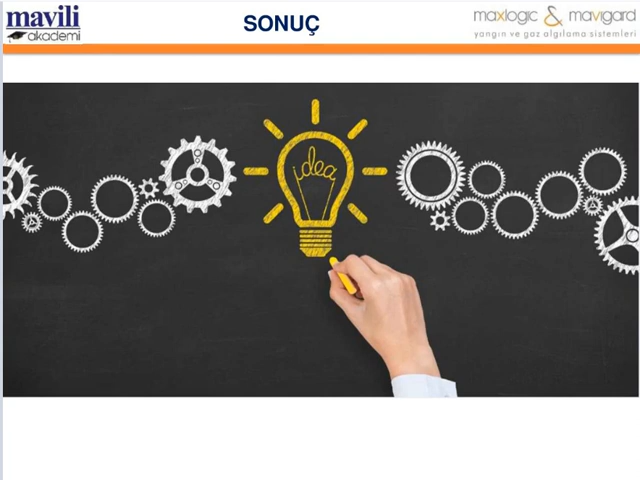 mavili
akademi
SONUÇ
maxlogic & mavigard
yangın ve gaz algılama sistemleri
idea